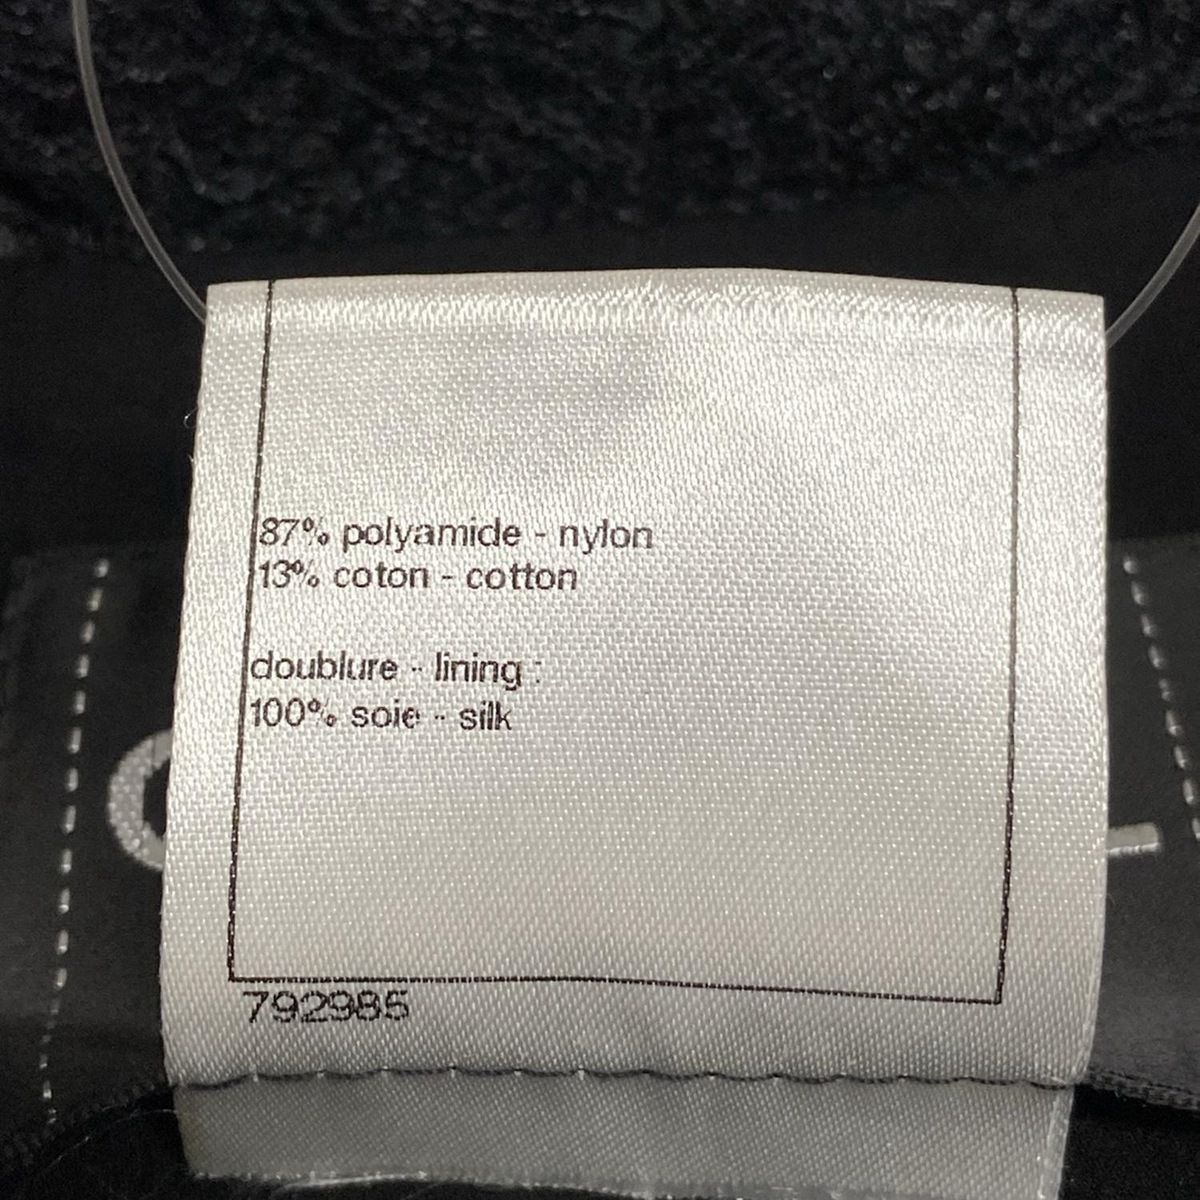 87% polyamide - nylon
13% coton - cotton
doublure - lining :
100% soie - silk
792985